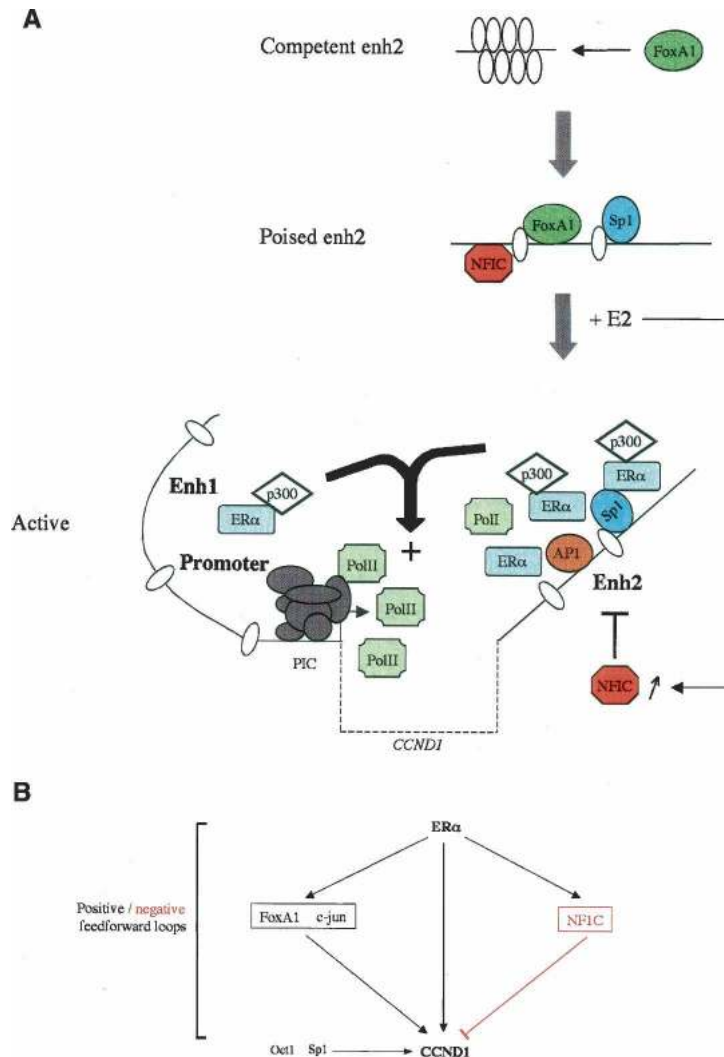 A
Competent enh2
FoxA1
Poised enh2
FoxA1
Sp1
NFIC
+ E2
p300
p300
Enh1
p300
ERα
ERα
ERα
Sp1
Active
PolI
AP1
ERα
Promoter
+
PolII
Enh2
PolII
PIC
PolII
NFIC
CCND1
B
ERα
Positive / negative
feedforward loops
FoxA1 c-jun
NF1C
Oct1 Sp1 CCND1